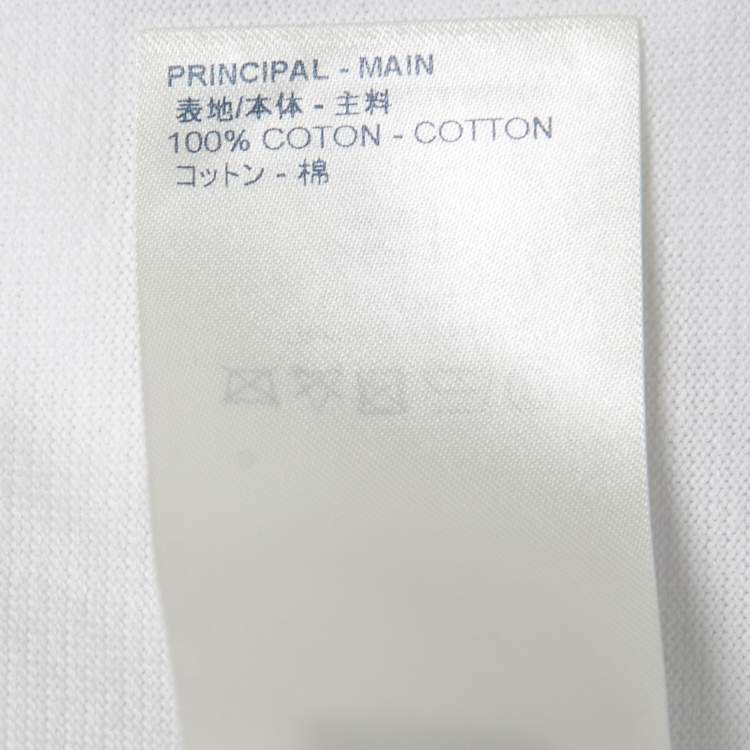 PRINCIPAL - MAIN
表地/本体 - 主料
100% COTON - COTTON
コットン - 棉